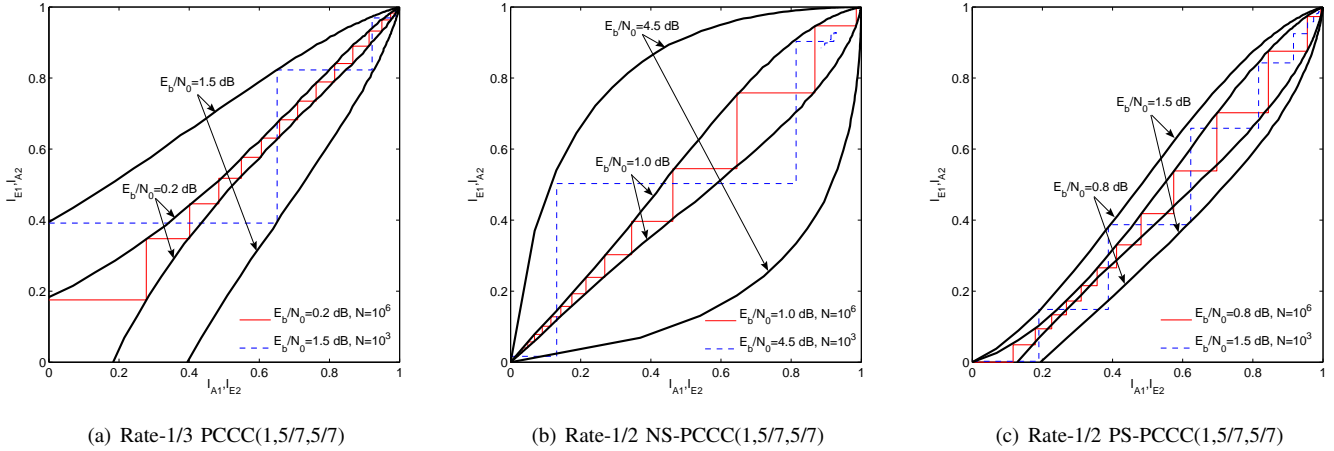 1
0.8
0.6
0.4
0.2
0
0 0.2 0.4 0.6 0.8 1
I_E1,I_A2
I_A1,I_E2
E_b/N_0=1.5 dB
E_b/N_0=0.2 dB
E_b/N_0=0.2 dB, N=10^6
E_b/N_0=1.5 dB, N=10^3
(a) Rate-1/3 PCCC(1,5/7,5/7)
1
0.8
0.6
0.4
0.2
0
0 0.2 0.4 0.6 0.8 1
I_E1,I_A2
I_A1,I_E2
E_b/N_0=4.5 dB
E_b/N_0=1.0 dB
E_b/N_0=1.0 dB, N=10^6
E_b/N_0=4.5 dB, N=10^3
(b) Rate-1/2 NS-PCCC(1,5/7,5/7)
1
0.8
0.6
0.4
0.2
0
0 0.2 0.4 0.6 0.8 1
I_E1,I_A2
I_A1,I_E2
E_b/N_0=1.5 dB
E_b/N_0=0.8 dB
E_b/N_0=0.8 dB, N=10^6
E_b/N_0=1.5 dB, N=10^3
(c) Rate-1/2 PS-PCCC(1,5/7,5/7)